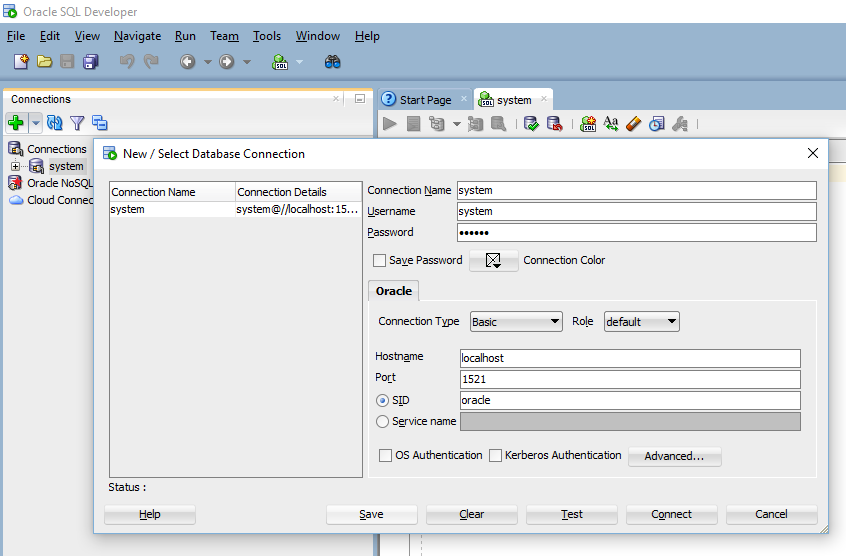 Oracle SQL Developer
File Edit View Navigate Run Team Tools Window Help
SQL
Connections
Start Page
SQL system
SQL
Connections
system
Oracle NoSQL
Cloud Connec
New / Select Database Connection
Connection Name Connection Details
system system@//localhost:15...
Connection Name system
Username system
Password ••••••
Save Password Connection Color
Oracle
Connection Type Basic Role default
Hostname localhost
Port 1521
SID oracle
Service name
OS Authentication Kerberos Authentication Advanced...
Status :
Help Save Clear Test Connect Cancel